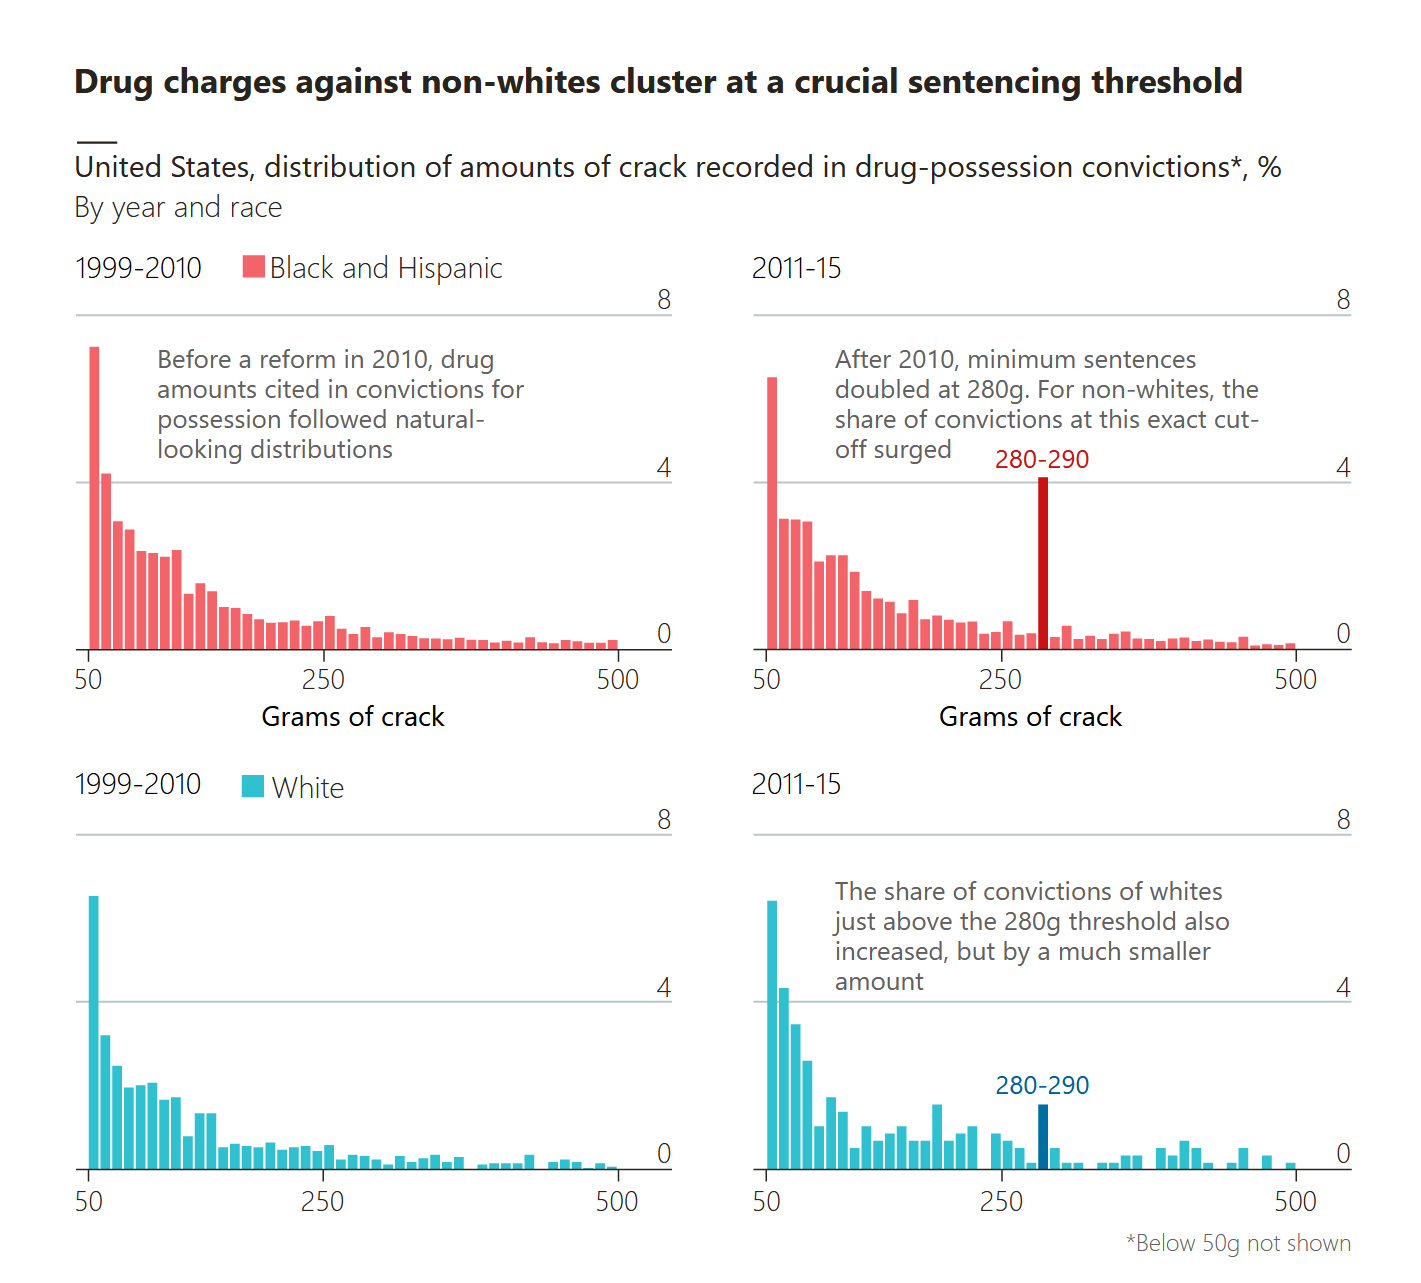 Drug charges against non-whites cluster at a crucial sentencing threshold
United States, distribution of amounts of crack recorded in drug-possession convictions*, %
By year and race
1999-2010
Black and Hispanic
8
Before a reform in 2010, drug
amounts cited in convictions for
possession followed natural-
looking distributions
4
0
50
250
500
Grams of crack
2011-15
8
After 2010, minimum sentences
doubled at 280g. For non-whites, the
share of convictions at this exact cut-
off surged
280-290
4
0
50
250
500
Grams of crack
1999-2010
White
8
4
0
50
250
500
2011-15
8
The share of convictions of whites
just above the 280g threshold also
increased, but by a much smaller
amount
4
280-290
0
50
250
500
*Below 50g not shown